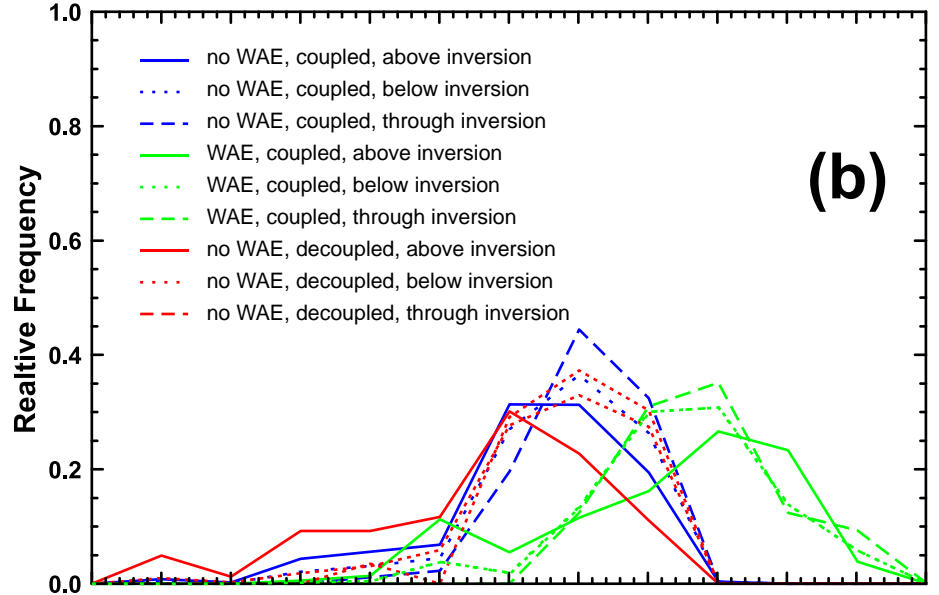 1.0
0.8
0.6
0.4
0.2
0.0
Realtive Frequency
no WAE, coupled, above inversion
no WAE, coupled, below inversion
no WAE, coupled, through inversion
WAE, coupled, above inversion
WAE, coupled, below inversion
WAE, coupled, through inversion
no WAE, decoupled, above inversion
no WAE, decoupled, below inversion
no WAE, decoupled, through inversion
(b)